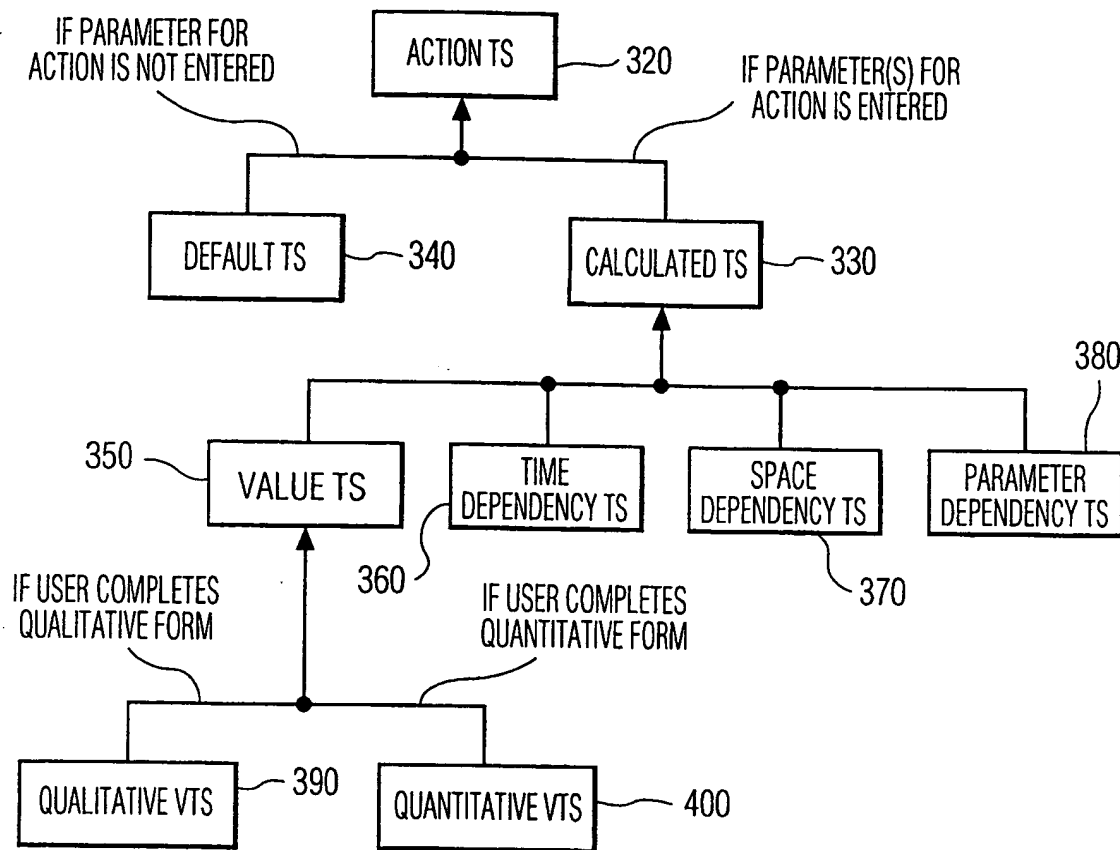 IF PARAMETER FOR
ACTION IS NOT ENTERED
ACTION TS
320
IF PARAMETER(S) FOR
ACTION IS ENTERED
DEFAULT TS
340
CALCULATED TS
330
380
350
VALUE TS
TIME
DEPENDENCY TS
SPACE
DEPENDENCY TS
PARAMETER
DEPENDENCY TS
360
370
IF USER COMPLETES
QUALITATIVE FORM
IF USER COMPLETES
QUANTITATIVE FORM
QUALITATIVE VTS
390
QUANTITATIVE VTS
400